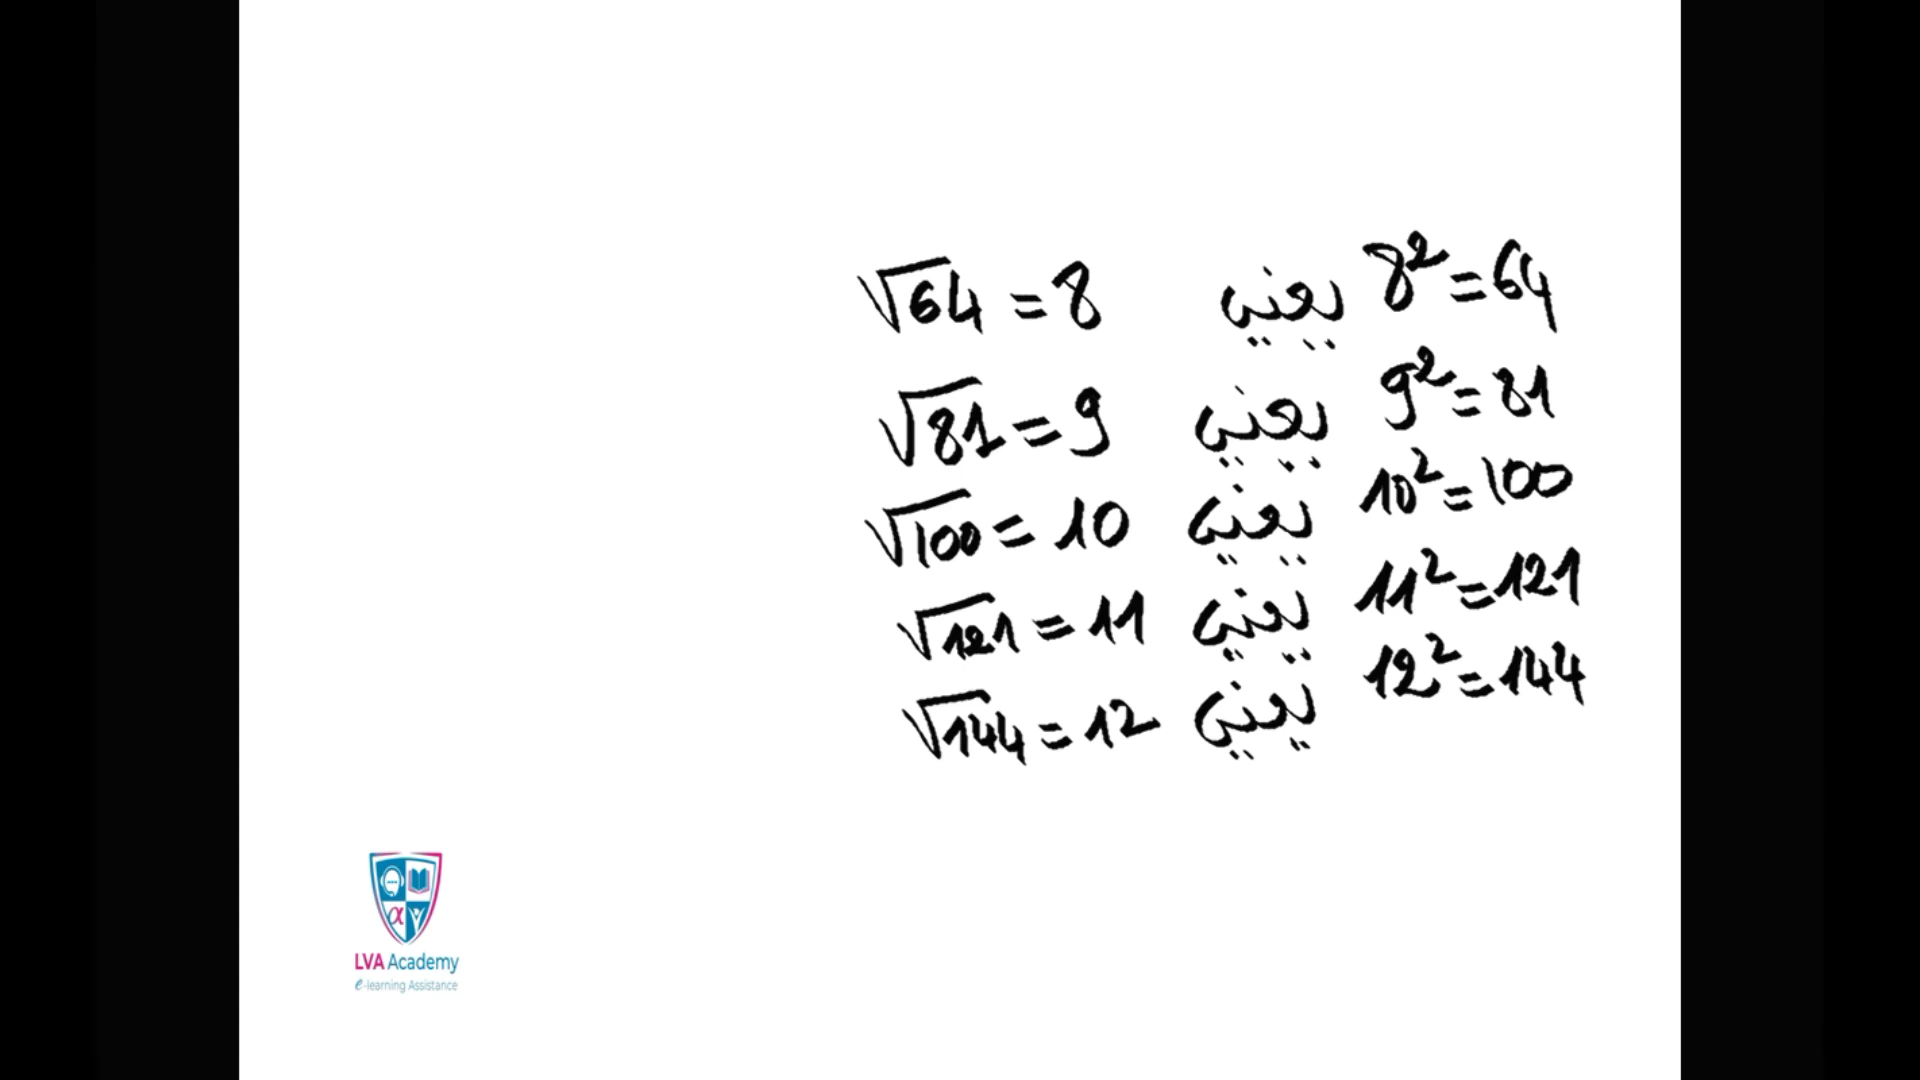 √64 = 8 يعني 8² = 64
√81 = 9 يعني 9² = 81
√100 = 10 يعني 10² = 100
√121 = 11 يعني 11² = 121
√144 = 12 يعني 12² = 144
LVA Academy
e-learning Assistance